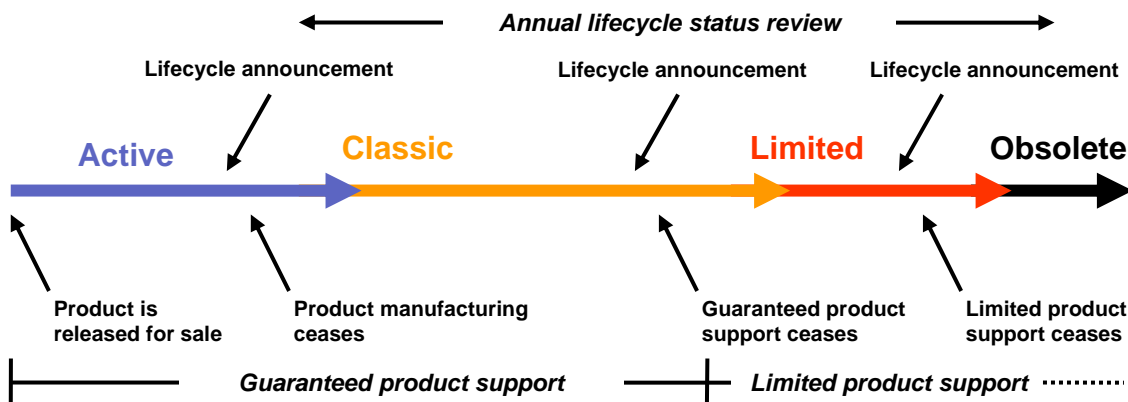 Annual lifecycle status review
Lifecycle announcement
Lifecycle announcement
Lifecycle announcement
Active
Classic
Limited
Obsolete
Product is
released for sale
Product manufacturing
ceases
Guaranteed product
support ceases
Limited product
support ceases
Guaranteed product support
Limited product support